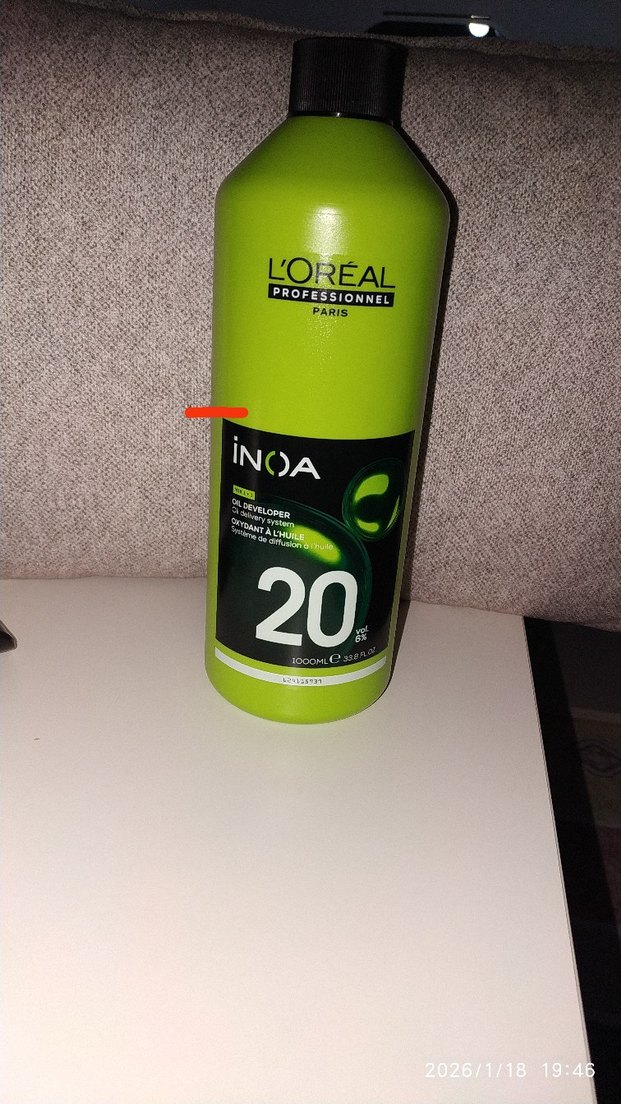 L'ORÉAL
PROFESSIONNEL
PARIS
iNOA
OIL DEVELOPER
Oil delivery system
OXYDANT À L'HUILE
Système de diffusion à l'huile
20
vol.
6%
1000ML ℮ 33.8 FL.OZ.
2026/1/18 19:46